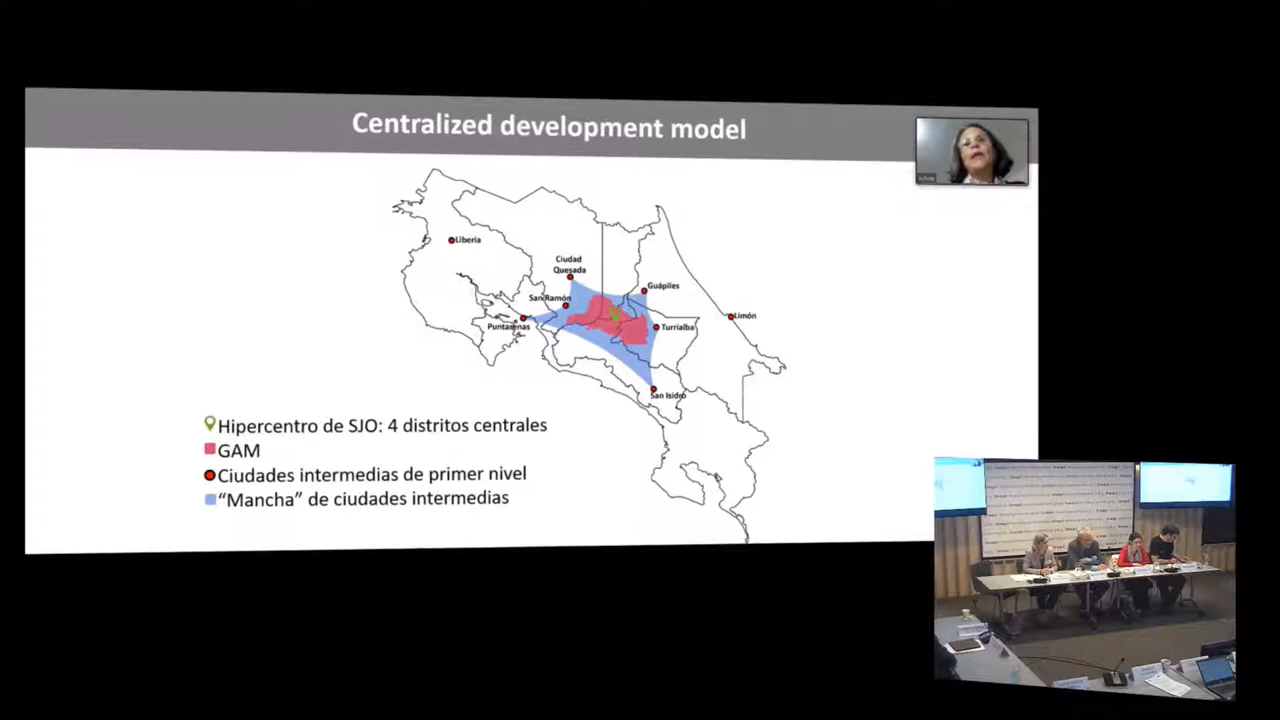 Centralized development model
Liberia
Ciudad
Quesada
Guápiles
San Ramón
Limón
Puntarenas
Turrialba
San Isidro
Hipercentro de SJO: 4 distritos centrales
GAM
Ciudades intermedias de primer nivel
“Mancha” de ciudades intermedias